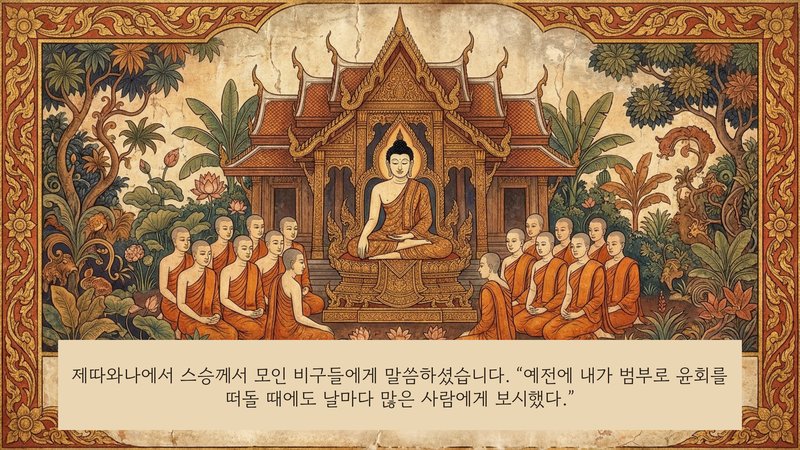 제따와나에서 스승께서 모인 비구들에게 말씀하셨습니다. “예전에 내가 범부로 윤회를
떠돌 때에도 날마다 많은 사람에게 보시했다.”